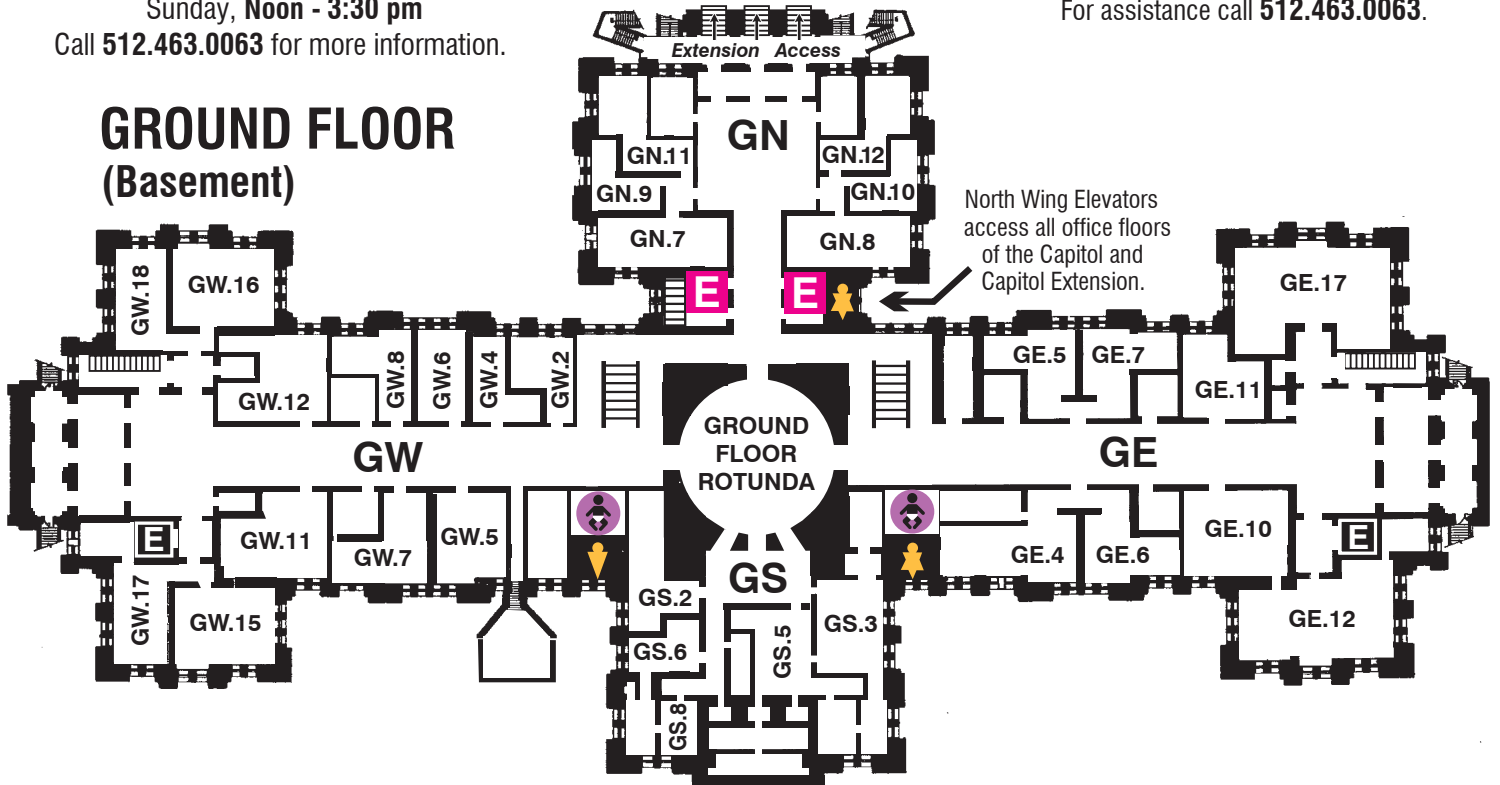 Sunday, Noon - 3:30 pm
Call 512.463.0063 for more information.
For assistance call 512.463.0063.
GROUND FLOOR
(Basement)
Extension Access
GN
GN.11
GN.12
GN.9
GN.10
GN.7
GN.8
E
E
North Wing Elevators
access all office floors
of the Capitol and
Capitol Extension.
GW.18
GW.16
GE.17
GW.12
GW.8
GW.6
GW.4
GW.2
GE.5
GE.7
GE.11
GROUND
FLOOR
ROTUNDA
GW
GE
E
GW.11
GW.7
GW.5
GE.4
GE.6
GE.10
E
GW.17
GW.15
GS
GS.2
GS.3
GS.5
GS.6
GS.8
GE.12